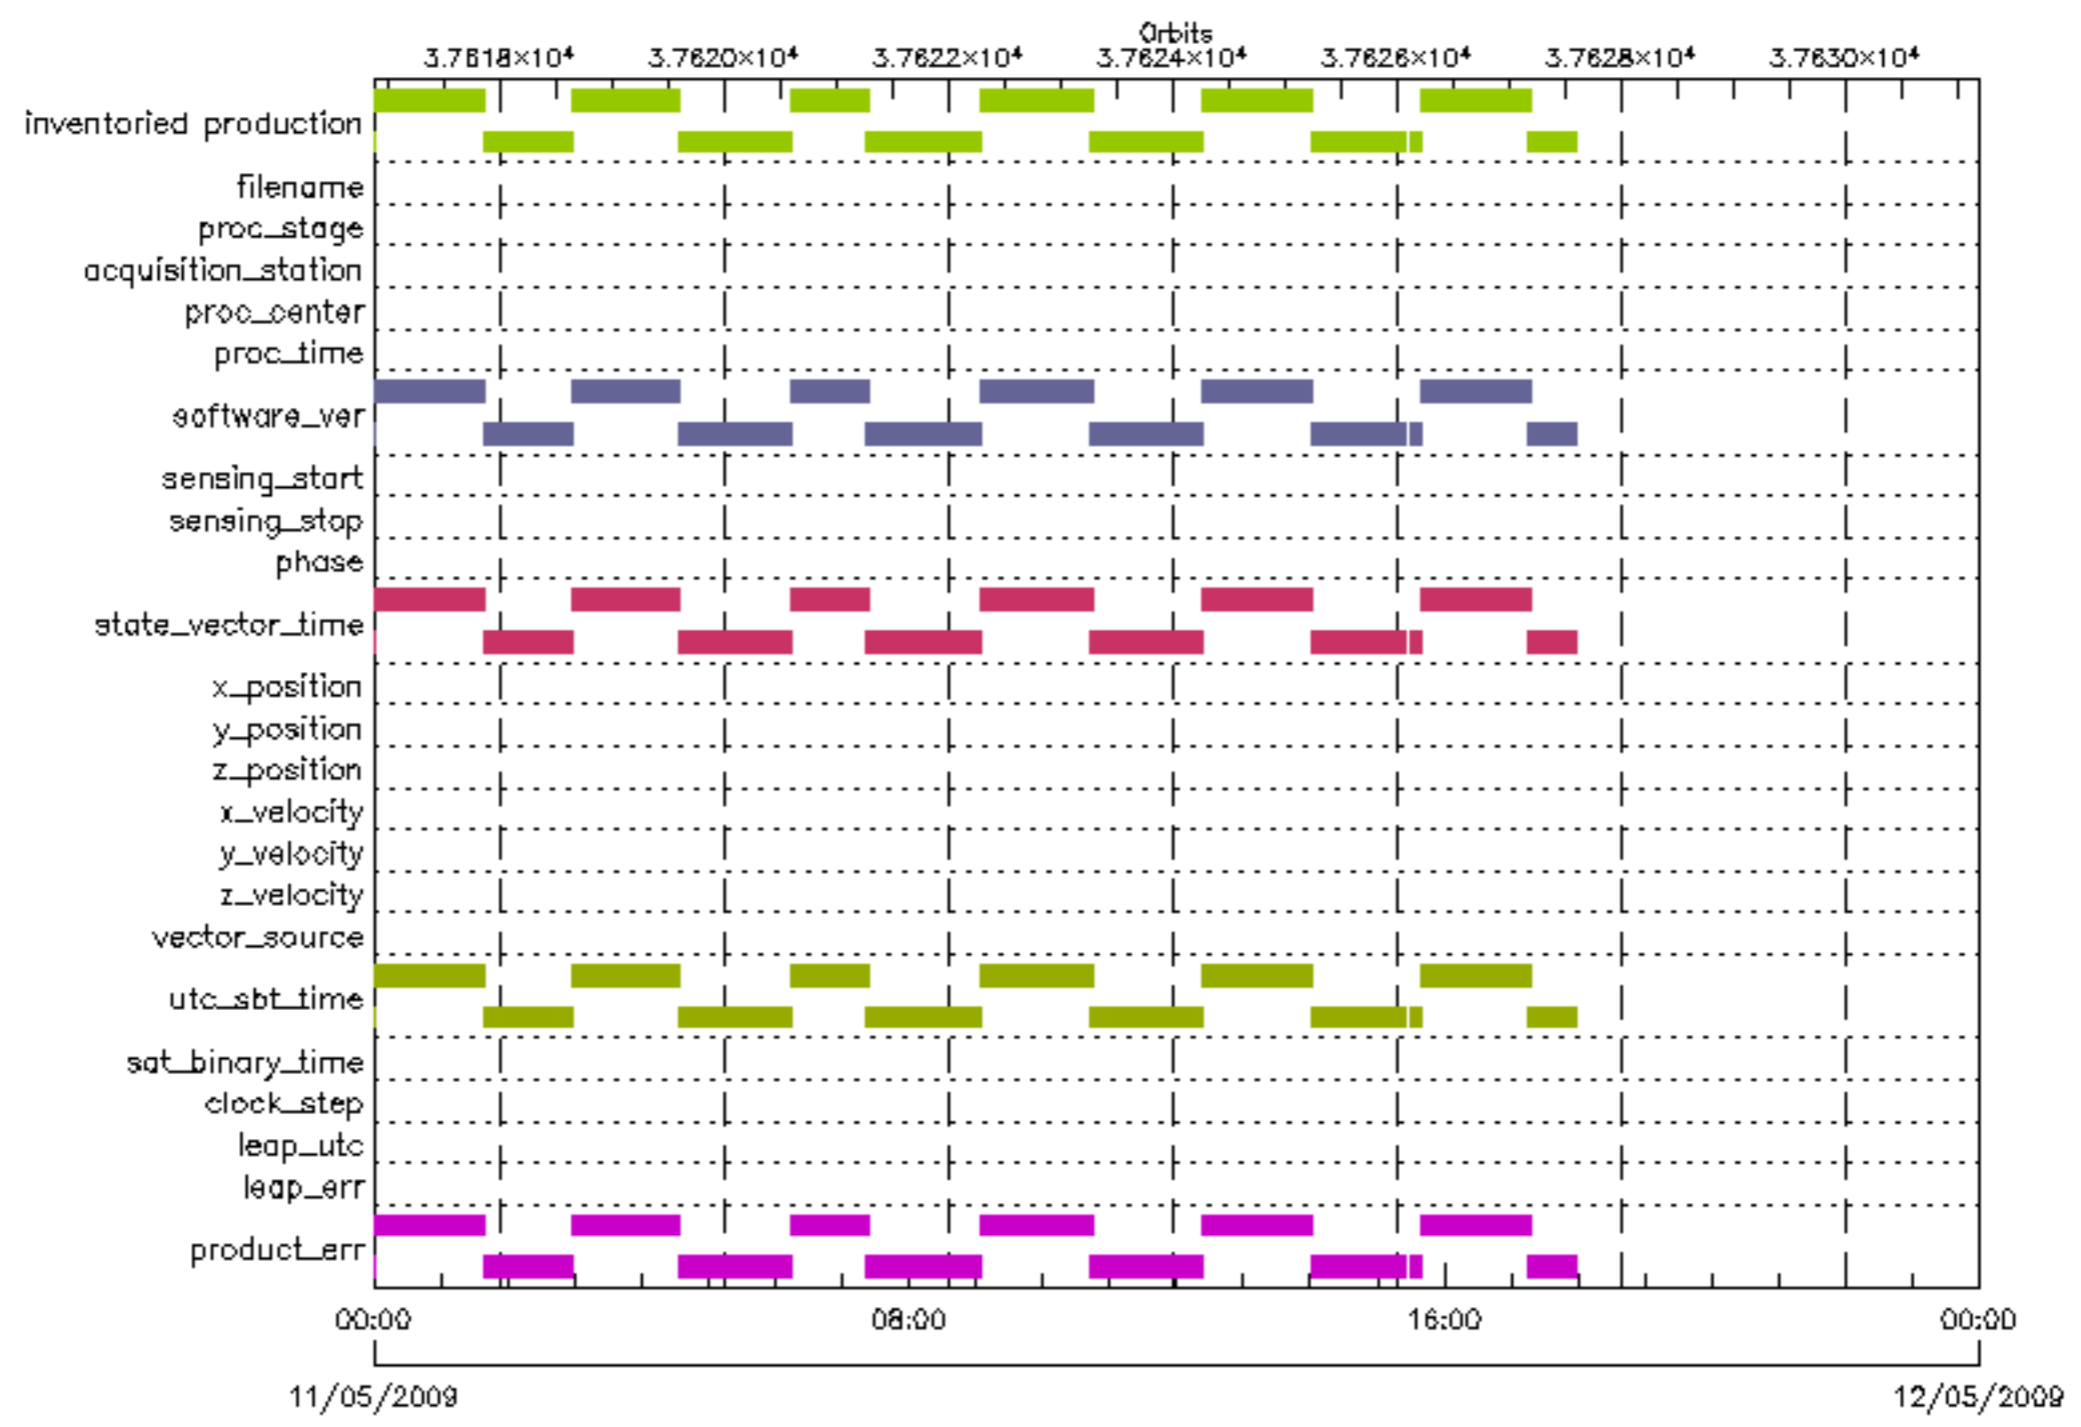 Orbits
3.7618×10⁴ 3.7620×10⁴ 3.7622×10⁴ 3.7624×10⁴ 3.7626×10⁴ 3.7628×10⁴ 3.7630×10⁴
inventoried production
filename
proc_stage
acquisition_station
proc_center
proc_time
software_ver
sensing_start
sensing_stop
phase
state_vector_time
x_position
y_position
z_position
x_velocity
y_velocity
z_velocity
vector_source
utc_sbt_time
sat_binary_time
clock_step
leap_utc
leap_err
product_err
00:00 08:00 16:00 00:00
11/05/2009 12/05/2009